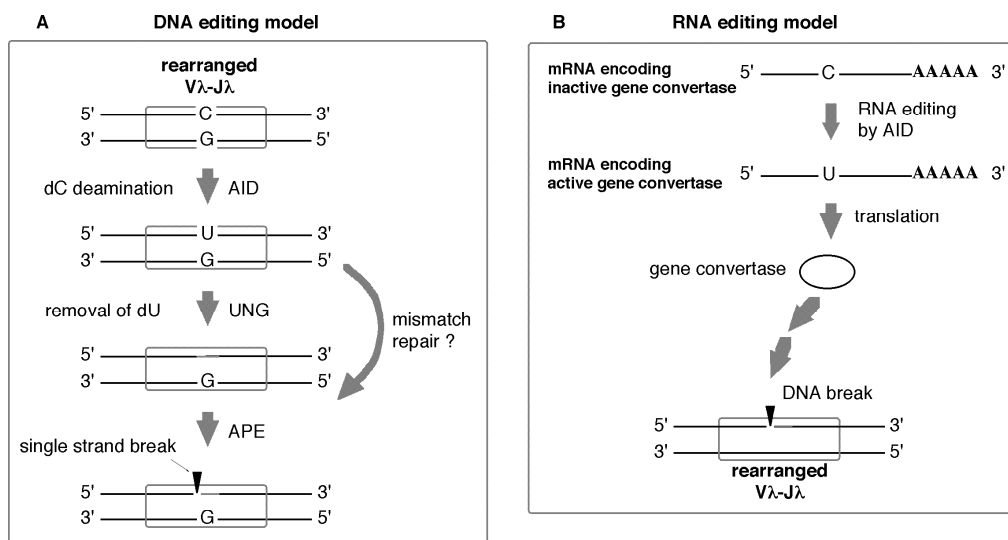 A DNA editing model
rearranged
Vλ-Jλ
5' C 3'
3' G 5'
dC deamination AID
5' U 3'
3' G 5'
removal of dU UNG
mismatch
repair ?
5' 3'
3' G 5'
APE
single strand break
5' 3'
3' G 5'
B RNA editing model
mRNA encoding
inactive gene convertase
5' C AAAAA 3'
RNA editing
by AID
mRNA encoding
active gene convertase
5' U AAAAA 3'
translation
gene convertase
DNA break
5' 3'
3' 5'
rearranged
Vλ-Jλ